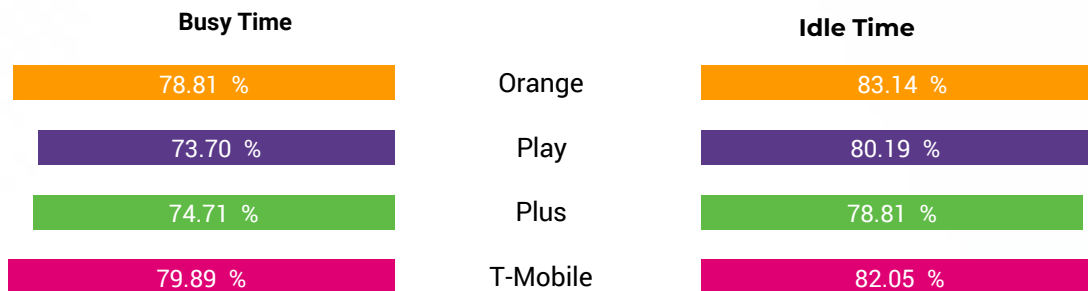 Busy Time
Idle Time
78.81 % Orange 83.14 %
73.70 % Play 80.19 %
74.71 % Plus 78.81 %
79.89 % T-Mobile 82.05 %